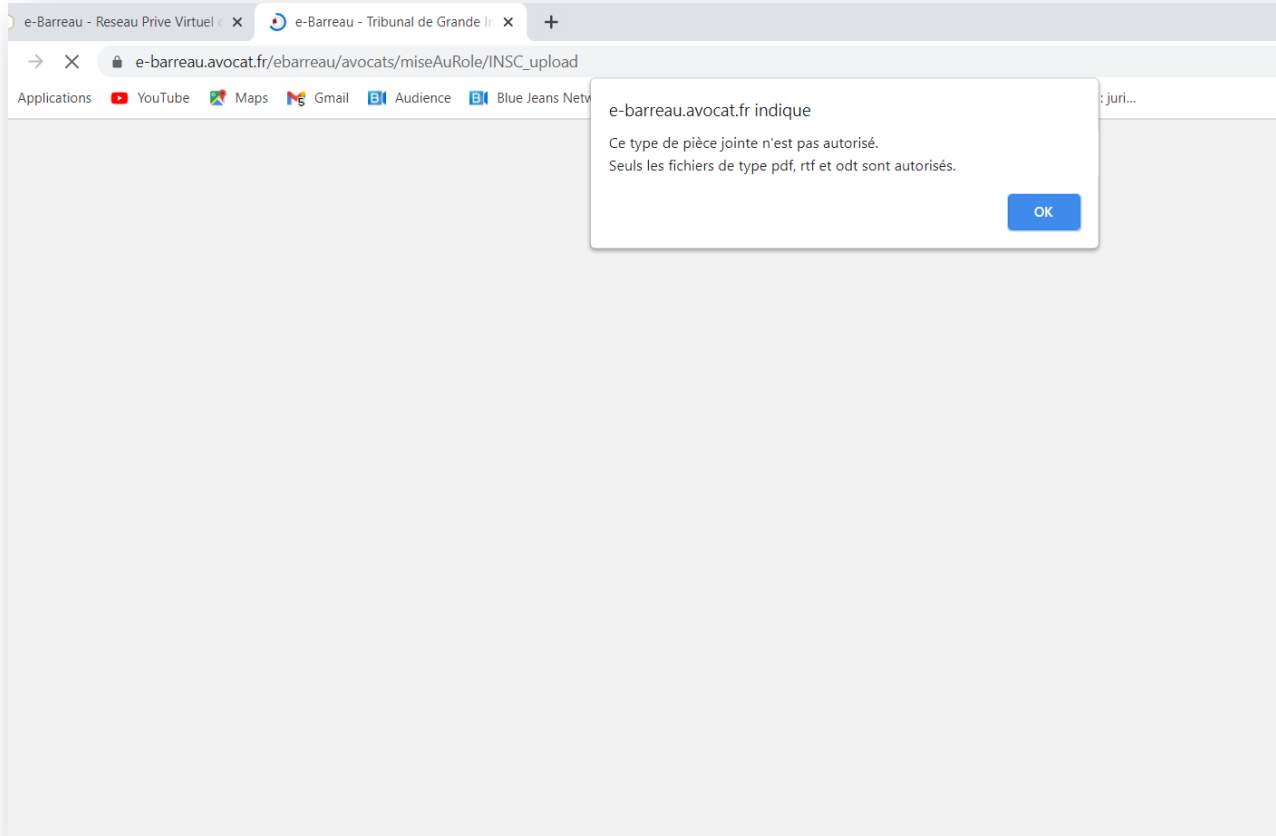 e-Barreau - Reseau Prive Virtuel
e-Barreau - Tribunal de Grande
e-barreau.avocat.fr/ebarreau/avocats/miseAuRole/INSC_upload
Applications YouTube Maps Gmail Audience Blue Jeans Netw : juri...
e-barreau.avocat.fr indique
Ce type de pièce jointe n'est pas autorisé.
Seuls les fichiers de type pdf, rtf et odt sont autorisés.
OK